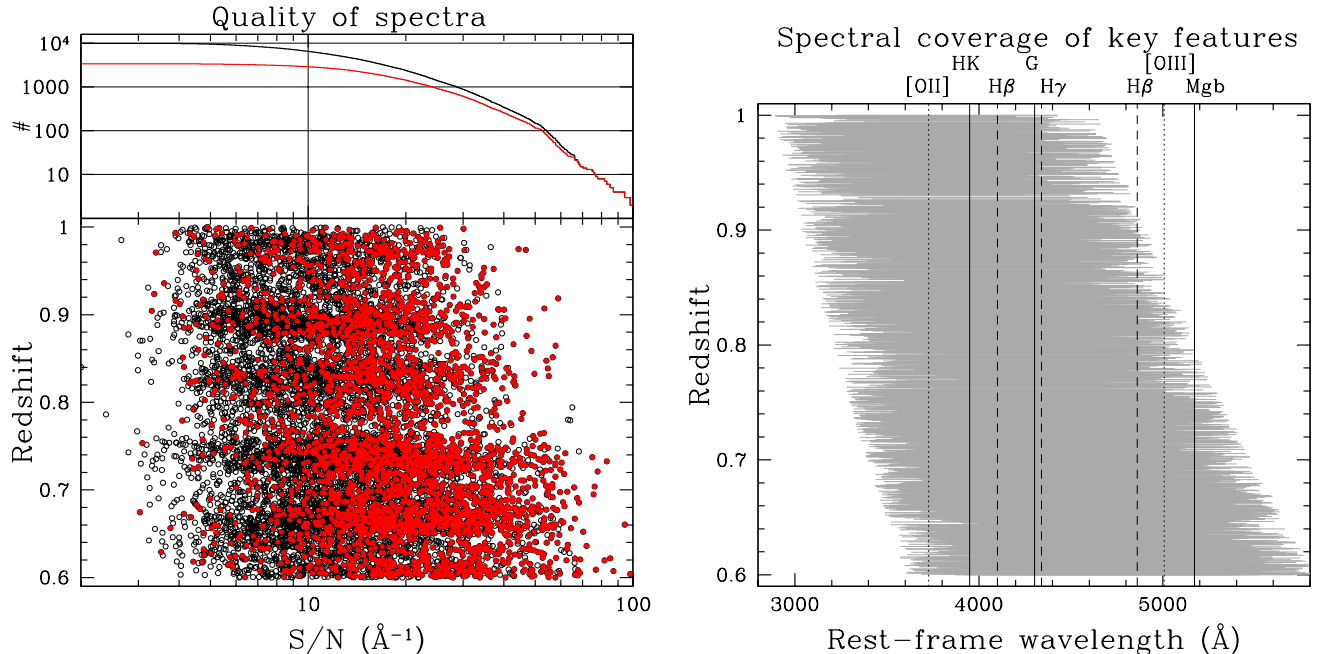 Quality of spectra
10⁴
1000
100
10
#
1
0.9
0.8
0.7
0.6
Redshift
10
100
S/N (Å⁻¹)
Spectral coverage of key features
HK
G
[OIII]
[OII]
Hβ
Hγ
Hβ
Mgb
1
0.9
0.8
0.7
0.6
Redshift
3000
4000
5000
Rest-frame wavelength (Å)